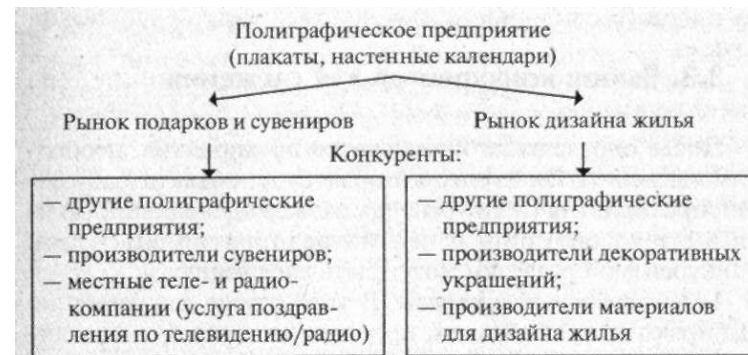 Полиграфическое предприятие
(плакаты, настенные календари)
Рынок подарков и сувениров
Рынок дизайна жилья
Конкуренты:
— другие полиграфические
предприятия;
— производители сувениров;
— местные теле- и радио-
компании (услуга поздрав-
ления по телевидению/радио)
— другие полиграфические
предприятия;
— производители декоративных
украшений;
— производители материалов
для дизайна жилья